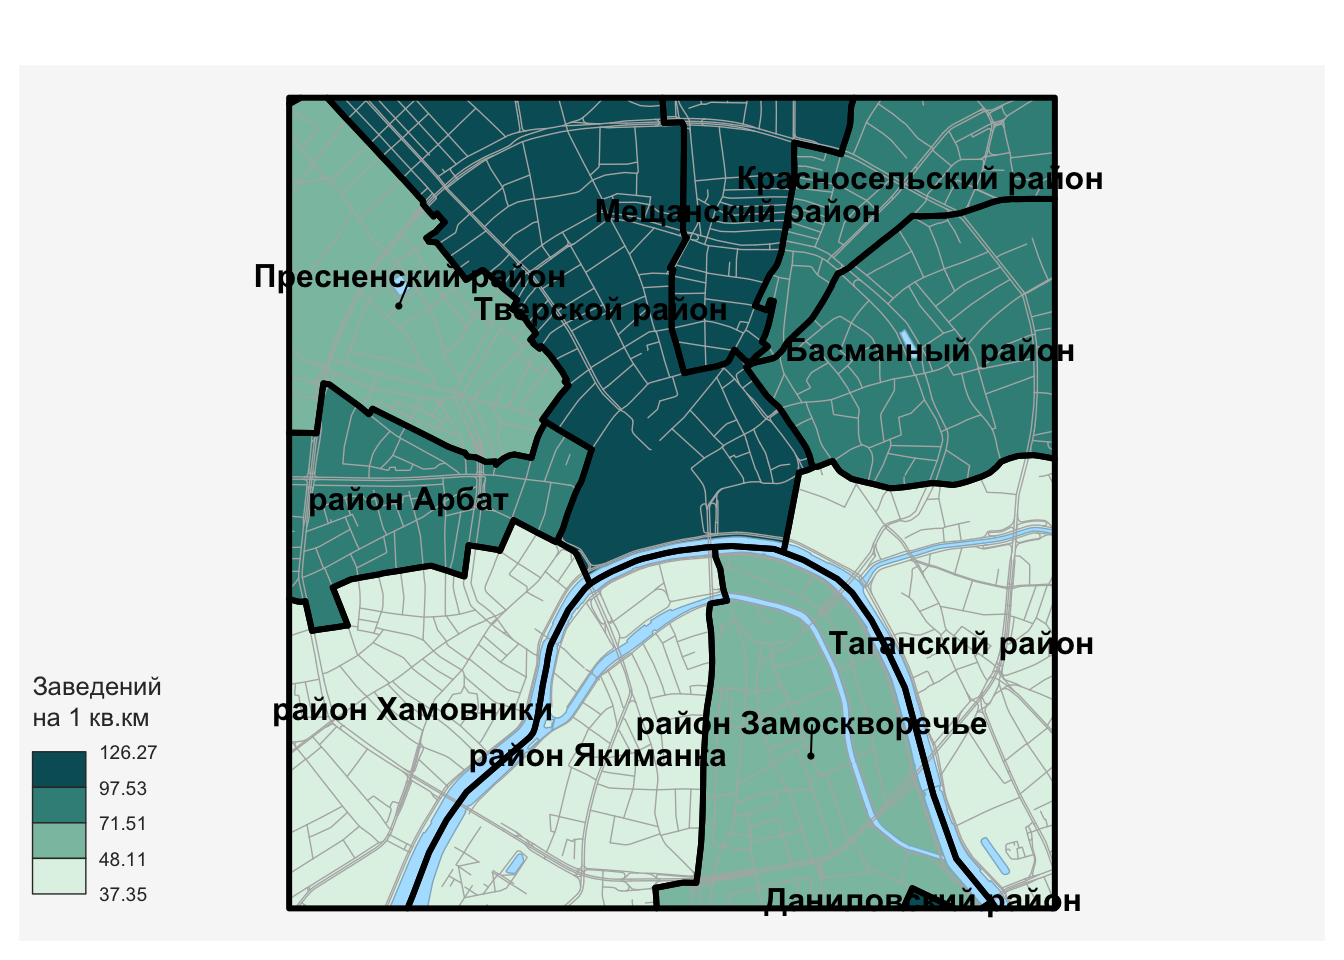 Красносельский район
Мещанский район
Пресненский район
Тверской район
Басманный район
район Арбат
Таганский район
район Хамовники
район Замоскворечье
район Якиманка
Даниловский район
Заведений
на 1 кв.км
126.27
97.53
71.51
48.11
37.35